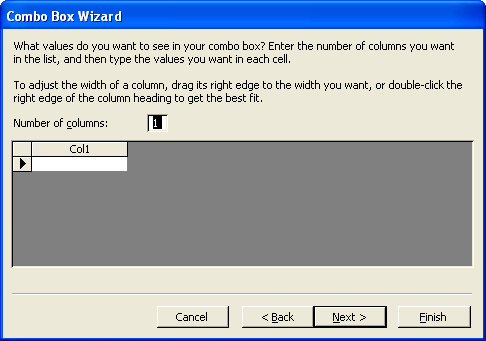 Combo Box Wizard
What values do you want to see in your combo box? Enter the number of columns you want
in the list, and then type the values you want in each cell.
To adjust the width of a column, drag its right edge to the width you want, or double-click the
right edge of the column heading to get the best fit.
Number of columns: 1
Col1
Cancel < Back Next > Finish